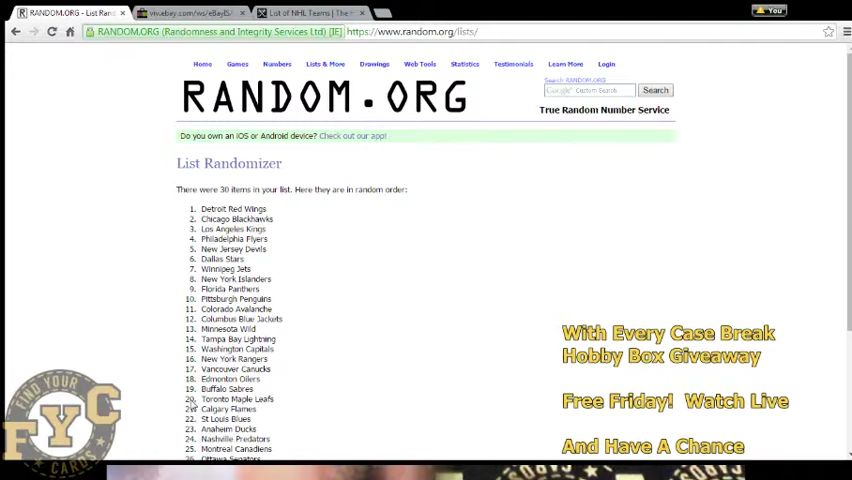 RANDOM.ORG - List Ran
viv.ebay.com/ws/eBayIS
List of NHL Teams | The
You
RANDOM.ORG (Randomness and Integrity Services Ltd) [IE]
https://www.random.org/lists/
Home Games Numbers Lists & More Drawings Web Tools Statistics Testimonials Learn More Login
RANDOM.ORG
Search RANDOM.ORG
Google™ Custom Search
Search
True Random Number Service
Do you own an iOS or Android device? Check out our app!
List Randomizer
There were 30 items in your list. Here they are in random order:
1. Detroit Red Wings
2. Chicago Blackhawks
3. Los Angeles Kings
4. Philadelphia Flyers
5. New Jersey Devils
6. Dallas Stars
7. Winnipeg Jets
8. New York Islanders
9. Florida Panthers
10. Pittsburgh Penguins
11. Colorado Avalanche
12. Columbus Blue Jackets
13. Minnesota Wild
14. Tampa Bay Lightning
15. Washington Capitals
16. New York Rangers
17. Vancouver Canucks
18. Edmonton Oilers
19. Buffalo Sabres
20. Toronto Maple Leafs
21. Calgary Flames
22. St Louis Blues
23. Anaheim Ducks
24. Nashville Predators
25. Montreal Canadiens
26. Ottawa Senators
With Every Case Break
Hobby Box Giveaway
Free Friday! Watch Live
And Have A Chance
FIND YOUR
FYC
CARDS